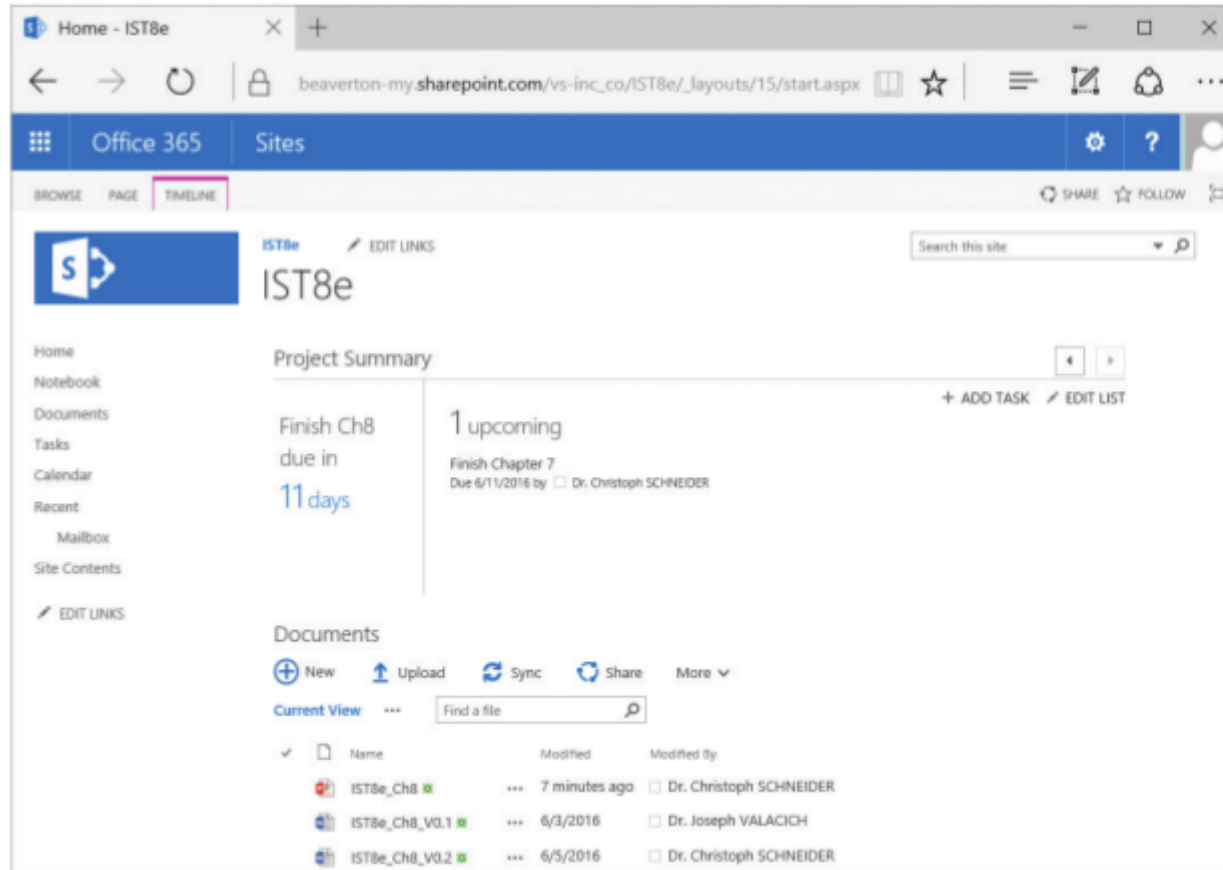 Home - IST8e
beaverton-my.sharepoint.com/vs-inc_co/IST8e/_layouts/15/start.aspx
Office 365 Sites ?
BROWSE PAGE TIMELINE SHARE FOLLOW
S
IST8e EDIT LINKS Search this site
IST8e
Home
Notebook
Documents
Tasks
Calendar
Recent
Mailbox
Site Contents
EDIT LINKS
Project Summary
+ ADD TASK EDIT LIST
Finish Ch8
due in
11 days
1 upcoming
Finish Chapter 7
Due 6/11/2016 by Dr. Christoph SCHNEIDER
Documents
New Upload Sync Share More
Current View ... Find a file
Name Modified Modified By
IST8e_Ch8 ... 7 minutes ago Dr. Christoph SCHNEIDER
IST8e_Ch8_V0.1 ... 6/3/2016 Dr. Joseph VALACICH
IST8e_Ch8_V0.2 ... 6/5/2016 Dr. Christoph SCHNEIDER